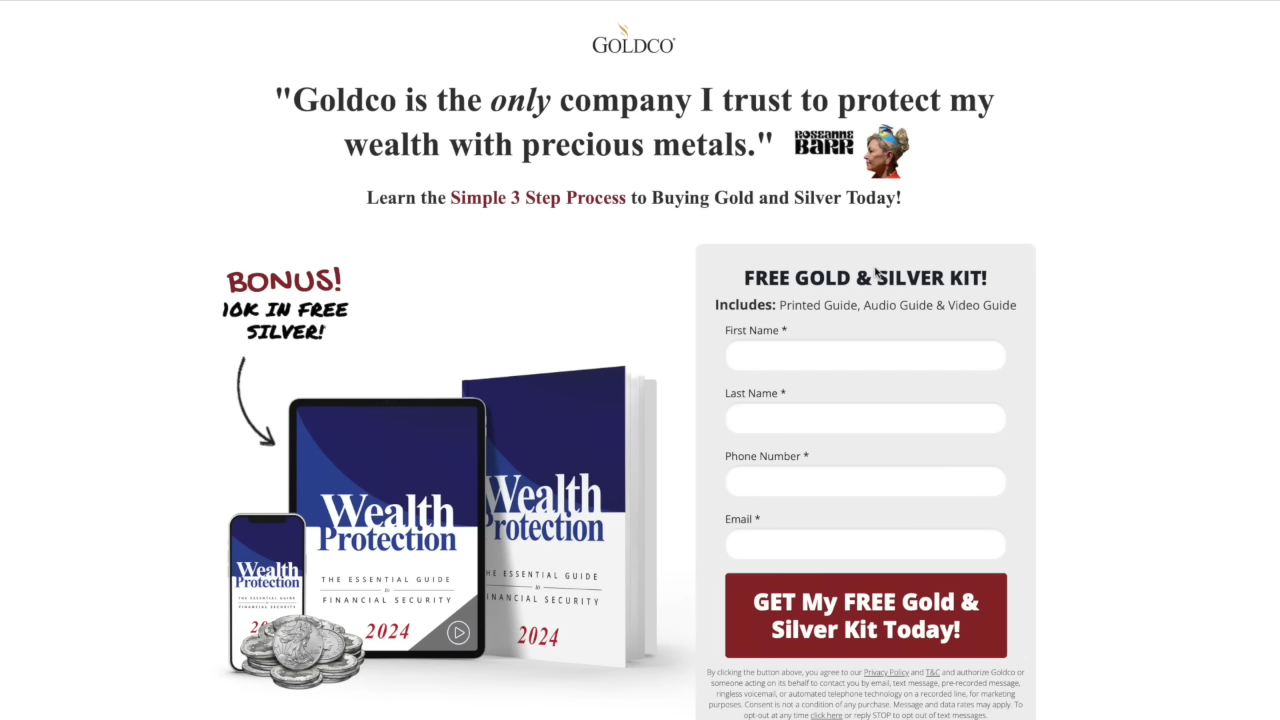 GOLDCO
"Goldco is the only company I trust to protect my
wealth with precious metals."
ROSEANNE
BARR
Learn the Simple 3 Step Process to Buying Gold and Silver Today!
BONUS!
10K IN FREE
SILVER!
Wealth
Protection
THE ESSENTIAL GUIDE
to
FINANCIAL SECURITY
2024
Wealth
Protection
THE ESSENTIAL GUIDE
to
FINANCIAL SECURITY
2024
Wealth
Protection
THE ESSENTIAL GUIDE
FINANCIAL SECURITY
FREE GOLD & SILVER KIT!
Includes: Printed Guide, Audio Guide & Video Guide
First Name *
Last Name *
Phone Number *
Email *
GET My FREE Gold &
Silver Kit Today!
By clicking the button above, you agree to our Privacy Policy and T&C and authorize Goldco or
someone acting on its behalf to contact you by email, text message, pre-recorded message,
ringless voicemail, or automated telephone technology on a recorded line, for marketing
purposes. Consent is not a condition of any purchase. Message and data rates may apply. To
opt-out at any time click here or reply STOP to opt out of text messages.